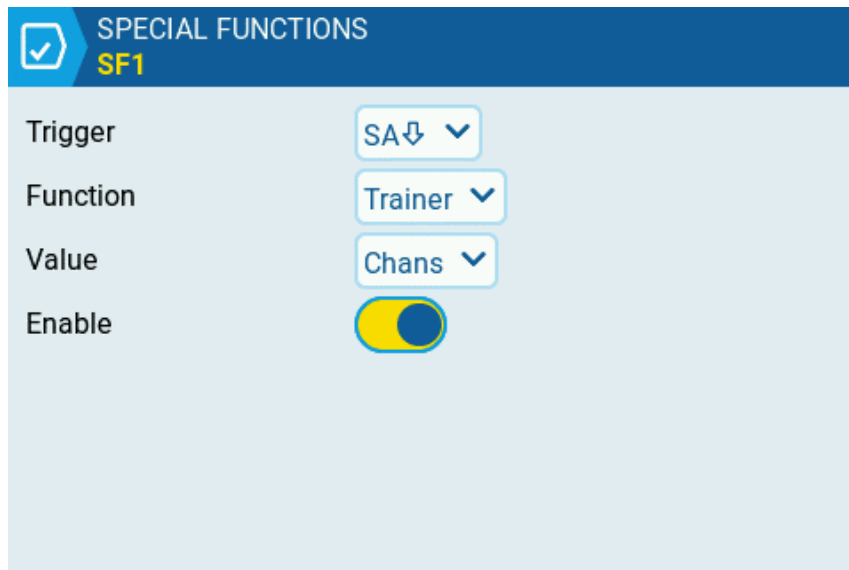 SPECIAL FUNCTIONS
SF1
Trigger SA⇩
Function Trainer
Value Chans
Enable